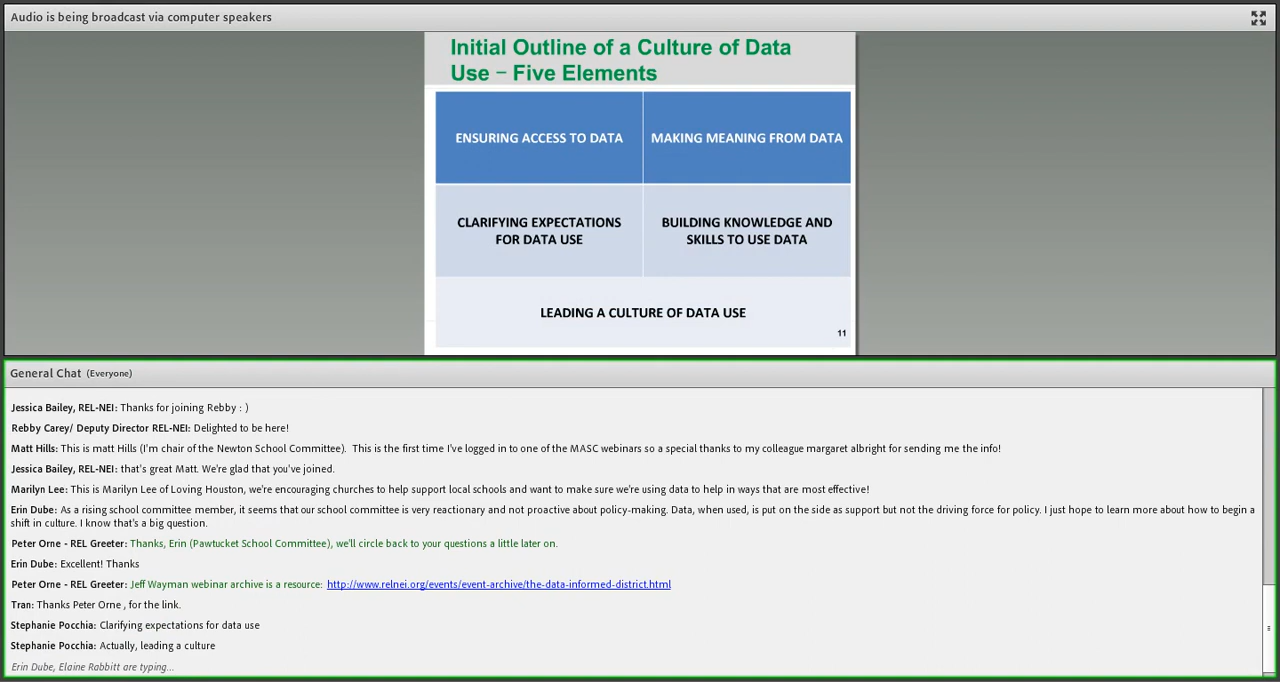 Audio is being broadcast via computer speakers
Initial Outline of a Culture of Data
Use – Five Elements
ENSURING ACCESS TO DATA
MAKING MEANING FROM DATA
CLARIFYING EXPECTATIONS
FOR DATA USE
BUILDING KNOWLEDGE AND
SKILLS TO USE DATA
LEADING A CULTURE OF DATA USE
11
General Chat (Everyone)
Jessica Bailey, REL-NEI: Thanks for joining Rebby : )
Rebby Carey/ Deputy Director REL-NEI: Delighted to be here!
Matt Hills: This is matt Hills (I'm chair of the Newton School Committee).  This is the first time I've logged in to one of the MASC webinars so a special thanks to my colleague margaret albright for sending me the info!
Jessica Bailey, REL-NEI: that's great Matt. We're glad that you've joined.
Marilyn Lee: This is Marilyn Lee of Loving Houston, we're encouraging churches to help support local schools and want to make sure we're using data to help in ways that are most effective!
Erin Dube: As a rising school committee member, it seems that our school committee is very reactionary and not proactive about policy-making. Data, when used, is put on the side as support but not the driving force for policy. I just hope to learn more about how to begin a
shift in culture. I know that's a big question.
Peter Orne - REL Greeter: Thanks, Erin (Pawtucket School Committee), we'll circle back to your questions a little later on.
Erin Dube: Excellent! Thanks
Peter Orne - REL Greeter: Jeff Wayman webinar archive is a resource:  http://www.relnei.org/events/event-archive/the-data-informed-district.html
Tran: Thanks Peter Orne , for the link.
Stephanie Pocchia: Clarifying expectations for data use
Stephanie Pocchia: Actually, leading a culture
Erin Dube, Elaine Rabbitt are typing...